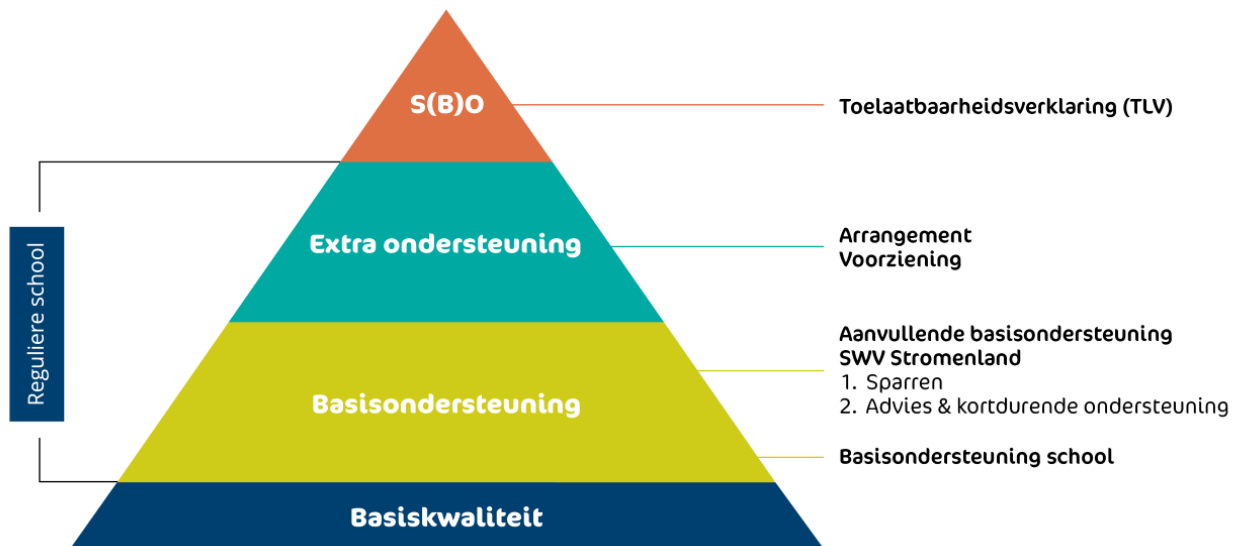 S(B)O
Toelaatbaarheidsverklaring (TLV)
Reguliere school
Extra ondersteuning
Arrangement
Voorziening
Basisondersteuning
Aanvullende basisondersteuning
SWV Stromenland
1. Sparren
2. Advies & kortdurende ondersteuning
Basisondersteuning school
Basiskwaliteit